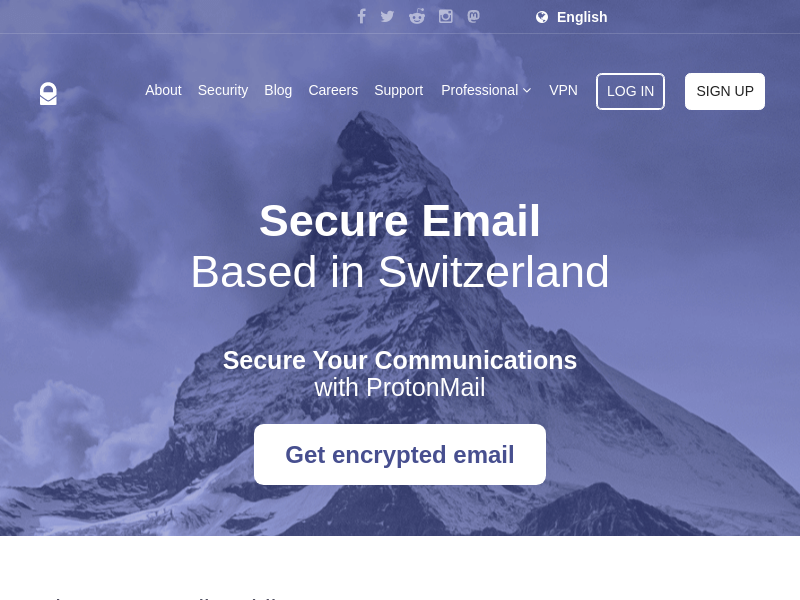 English
About Security Blog Careers Support Professional VPN LOG IN SIGN UP
Secure Email
Based in Switzerland
Secure Your Communications
with ProtonMail
Get encrypted email